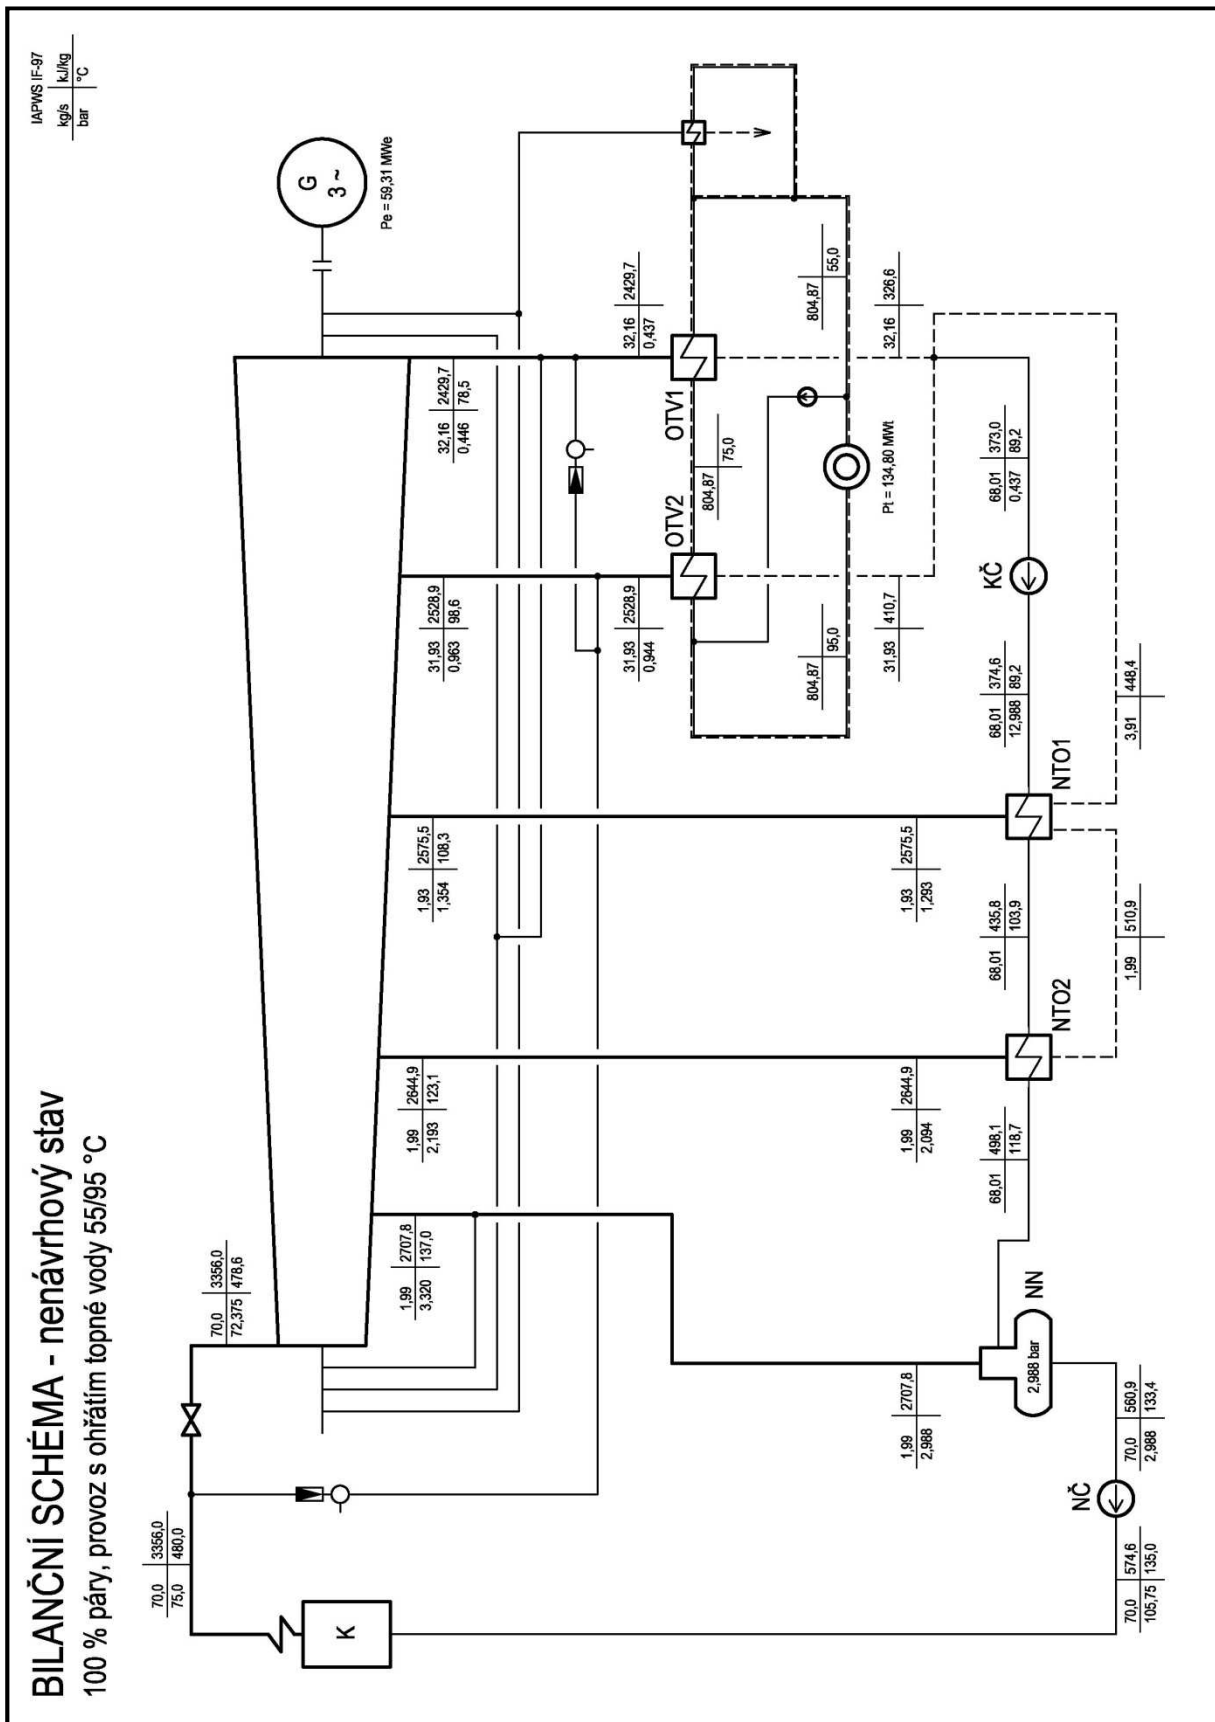 BILANČNÍ SCHÉMA - nenávrhový stav
100 % páry, provoz s ohřátím topné vody 55/95 °C
IAPWS IF-97
kg/s kJ/kg
bar °C
70,0 3356,0
75,0 480,0
70,0 3356,0
72,375 478,6
K
G
3 ~
Pe = 59,31 MWe
1,99 2707,8
3,320 137,0
1,99 2644,9
2,193 123,1
1,93 2575,5
1,354 108,3
31,93 2528,9
0,963 98,6
32,16 2429,7
0,446 78,5
31,93 2528,9
0,944
32,16 2429,7
0,437
OTV2
OTV1
804,87
75,0
804,87 95,0
804,87 55,0
Pt = 134,80 MWt
31,93 410,7
32,16 326,6
1,99 2707,8
2,988
1,99 2644,9
2,094
1,93 2575,5
1,293
NN
2,988 bar
68,01 498,1
118,7
NTO2
68,01 435,8
103,9
NTO1
68,01 374,6
12,988 89,2
KČ
68,01 373,0
0,437 89,2
NČ
70,0 574,6
105,75 135,0
70,0 560,9
2,988 133,4
1,99 510,9
3,91 448,4